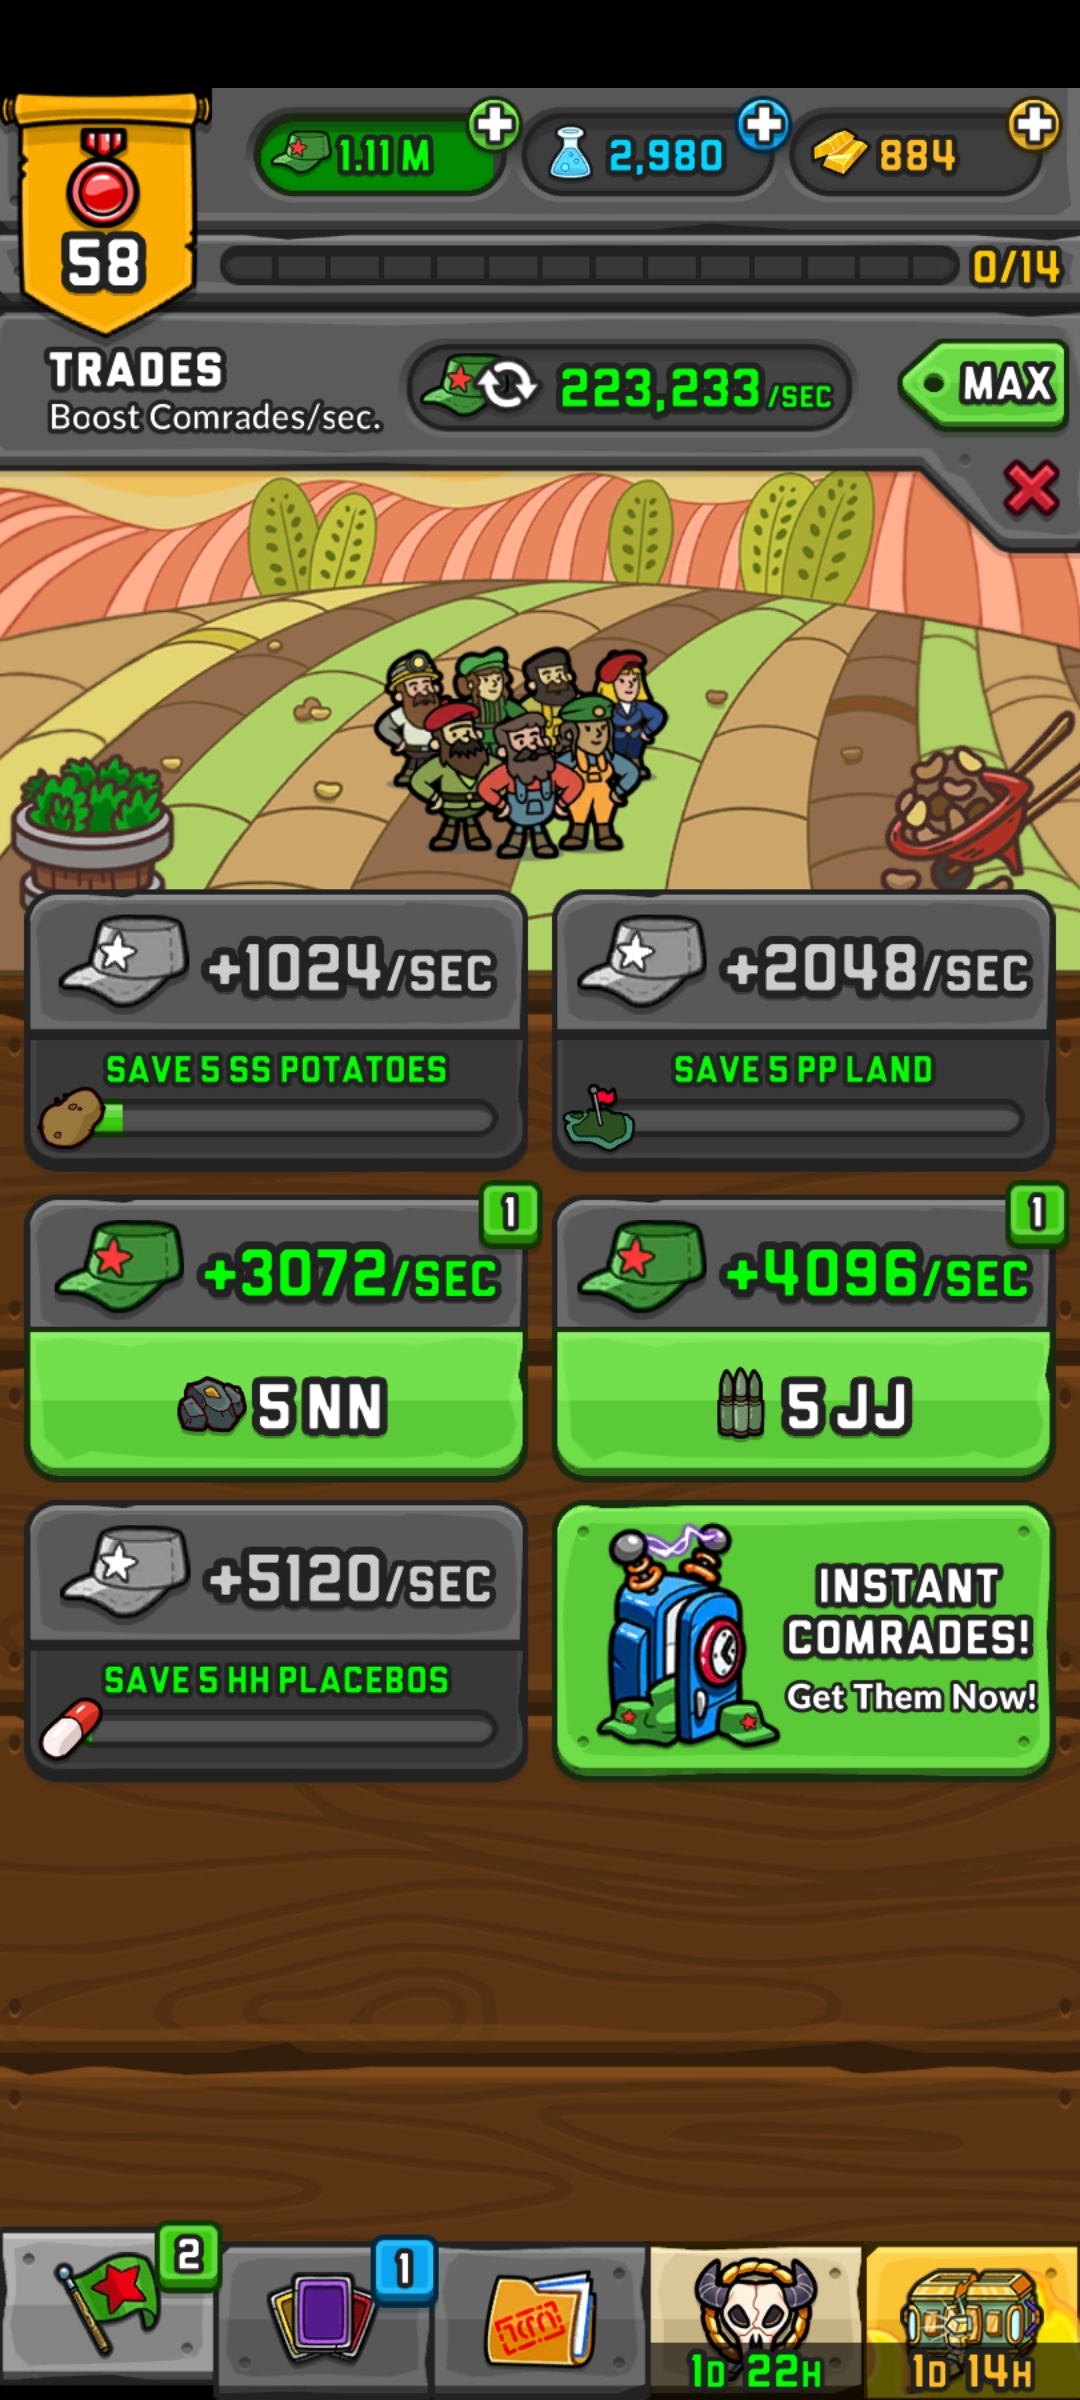 1.11 M
2,980
884
58
0/14
TRADES
Boost Comrades/sec.
223,233/SEC
MAX
+1024/SEC
SAVE 5 SS POTATOES
+2048/SEC
SAVE 5 PP LAND
1
+3072/SEC
5 NN
1
+4096/SEC
5 JJ
+5120/SEC
SAVE 5 HH PLACEBOS
INSTANT
COMRADES!
Get Them Now!
2
1
1D 22H
1D 14H